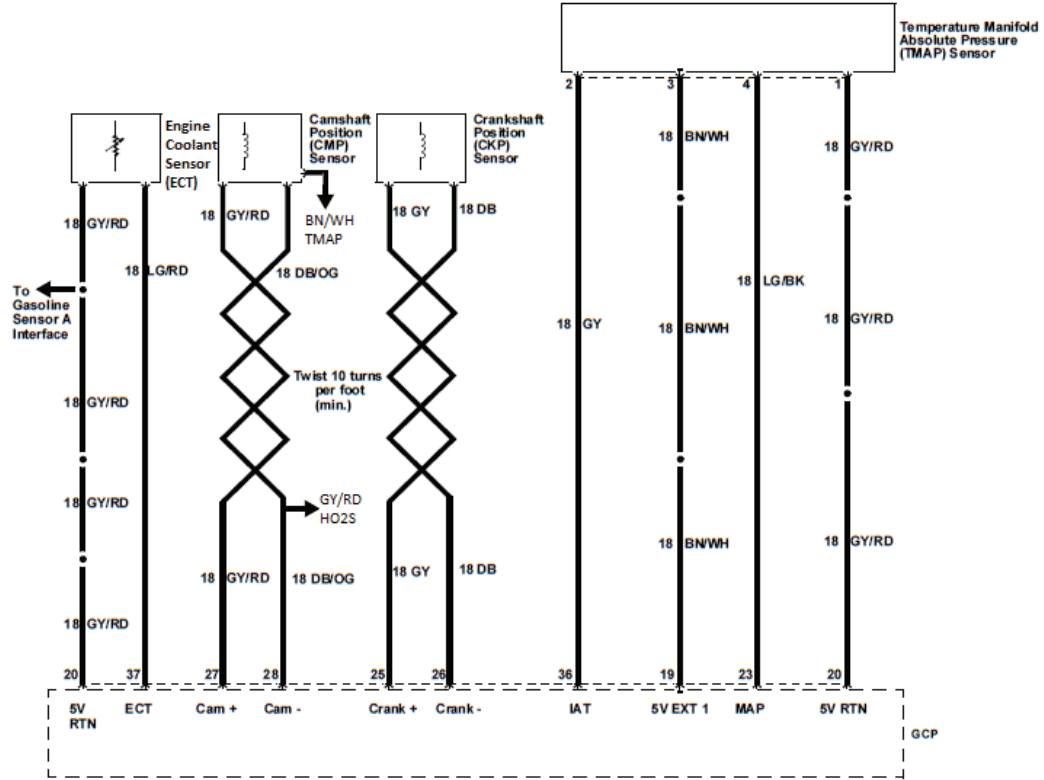 Temperature Manifold
Absolute Pressure
(TMAP) Sensor
2 3 4 1
Engine
Coolant
Sensor
(ECT)
Camshaft
Position
(CMP)
Sensor
Crankshaft
Position
(CKP)
Sensor
18 BN/WH
18 GY/RD
BN/WH
TMAP
18 GY/RD
18 GY/RD
18 GY
18 DB
18 LG/RD
18 DB/OG
18 LG/BK
To
Gasoline
Sensor A
Interface
18 GY
18 BN/WH
18 GY/RD
Twist 10 turns
per foot
(min.)
18 GY/RD
18 GY/RD
GY/RD
HO2S
18 BN/WH
18 GY/RD
18 GY/RD
18 DB/OG
18 GY
18 DB
18 GY/RD
20 37 27 28 25 26 36 19 23 20
5V
RTN
ECT
Cam +
Cam -
Crank +
Crank -
IAT
5V EXT 1
MAP
5V RTN
GCP